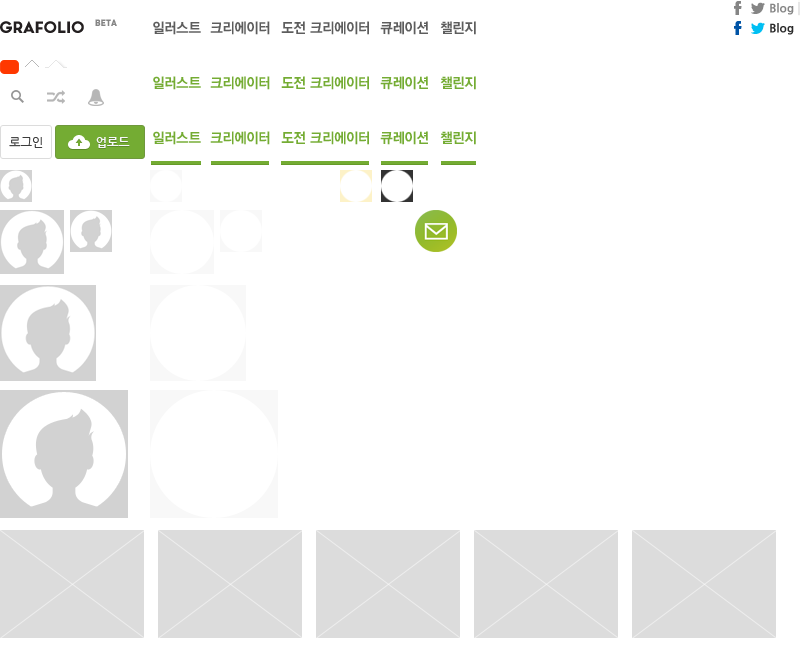 Blog
GRAFOLIO BETA 일러스트 크리에이터 도전 크리에이터 큐레이션 챌린지 Blog
일러스트 크리에이터 도전 크리에이터 큐레이션 챌린지
로그인 업로드 일러스트 크리에이터 도전 크리에이터 큐레이션 챌린지